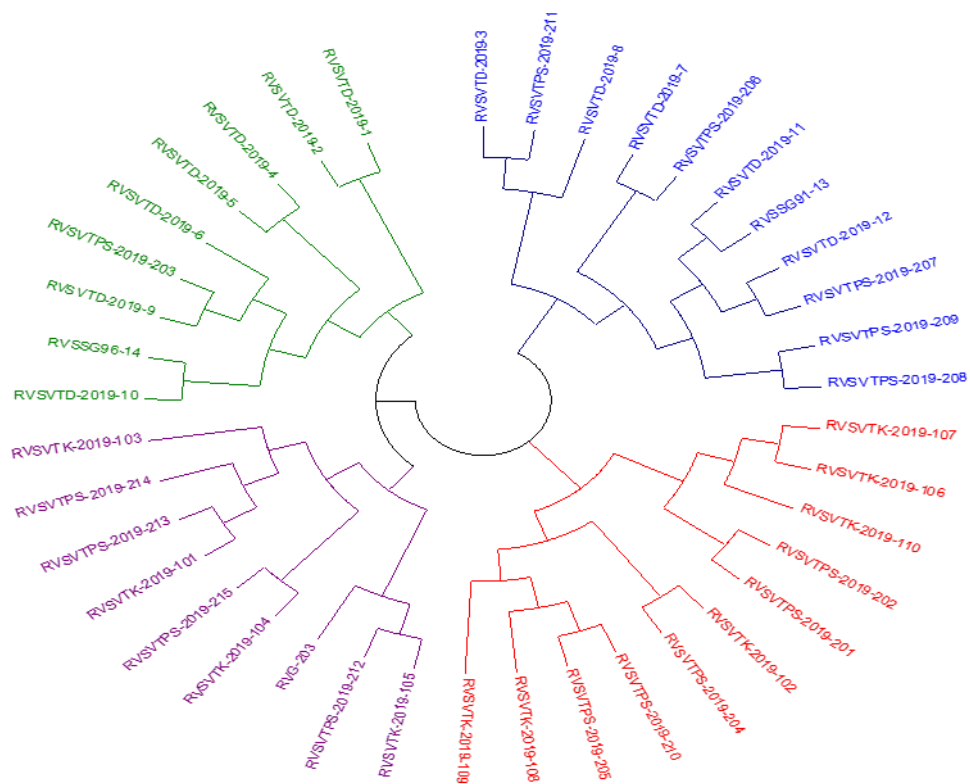 RVSVTD-2019-3
RVSVTPS-2019-211
RVSVTD-2019-8
RVSVTD-2019-7
RVSVTPS-2019-206
RVSVTD-2019-11
RVSSG91-13
RVSVTD-2019-12
RVSVTPS-2019-207
RVSVTPS-2019-209
RVSVTPS-2019-208
RVSVTK-2019-107
RVSVTK-2019-106
RVSVTK-2019-110
RVSVTPS-2019-202
RVSVTPS-2019-201
RVSVTK-2019-102
RVSVTPS-2019-204
RVSVTPS-2019-210
RVSVTPS-2019-205
RVSVTK-2019-108
RVSVTK-2019-109
RVSVTK-2019-105
RVSVTPS-2019-212
RVG-203
RVSVTK-2019-104
RVSVTPS-2019-215
RVSVTK-2019-101
RVSVTPS-2019-213
RVSVTPS-2019-214
RVSVTK-2019-103
RVSVTD-2019-10
RVSSG96-14
RVSVTD-2019-9
RVSVTPS-2019-203
RVSVTD-2019-6
RVSVTD-2019-5
RVSVTD-2019-4
RVSVTD-2019-2
RVSVTD-2019-1